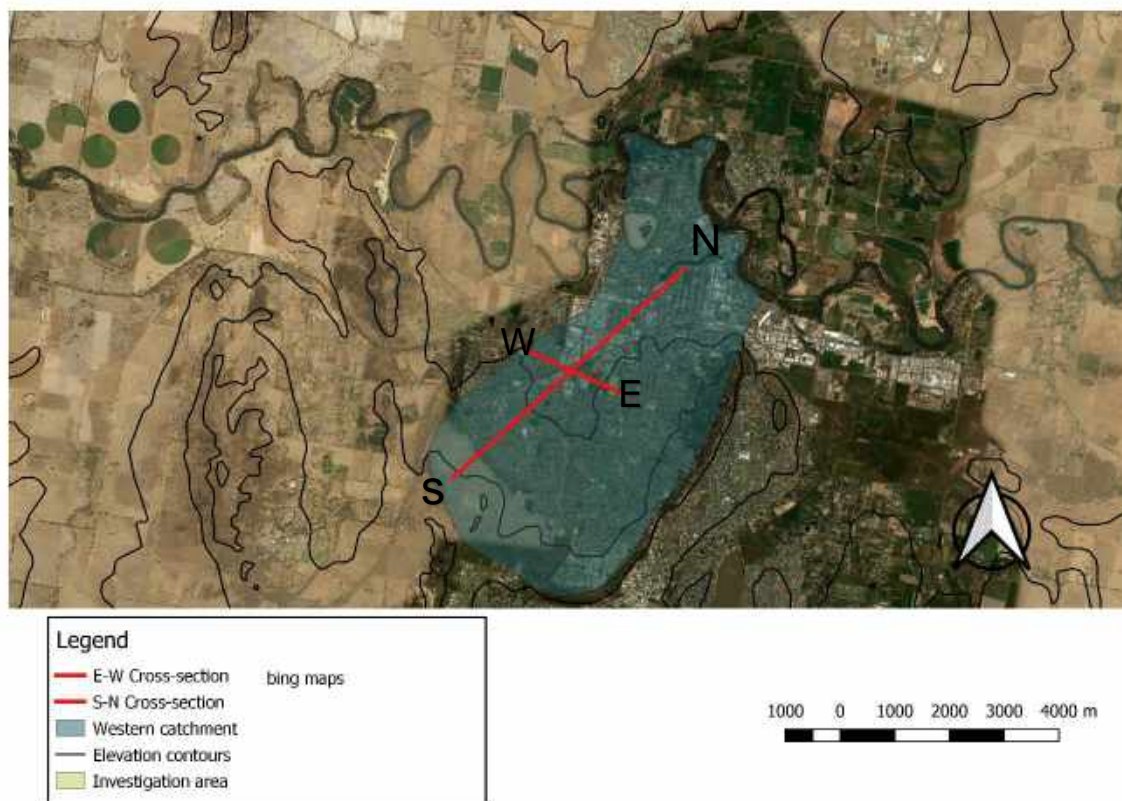 N
W
E
S
Legend
E-W Cross-section
bing maps
S-N Cross-section
Western catchment
Elevation contours
Investigation area
1000 0 1000 2000 3000 4000 m